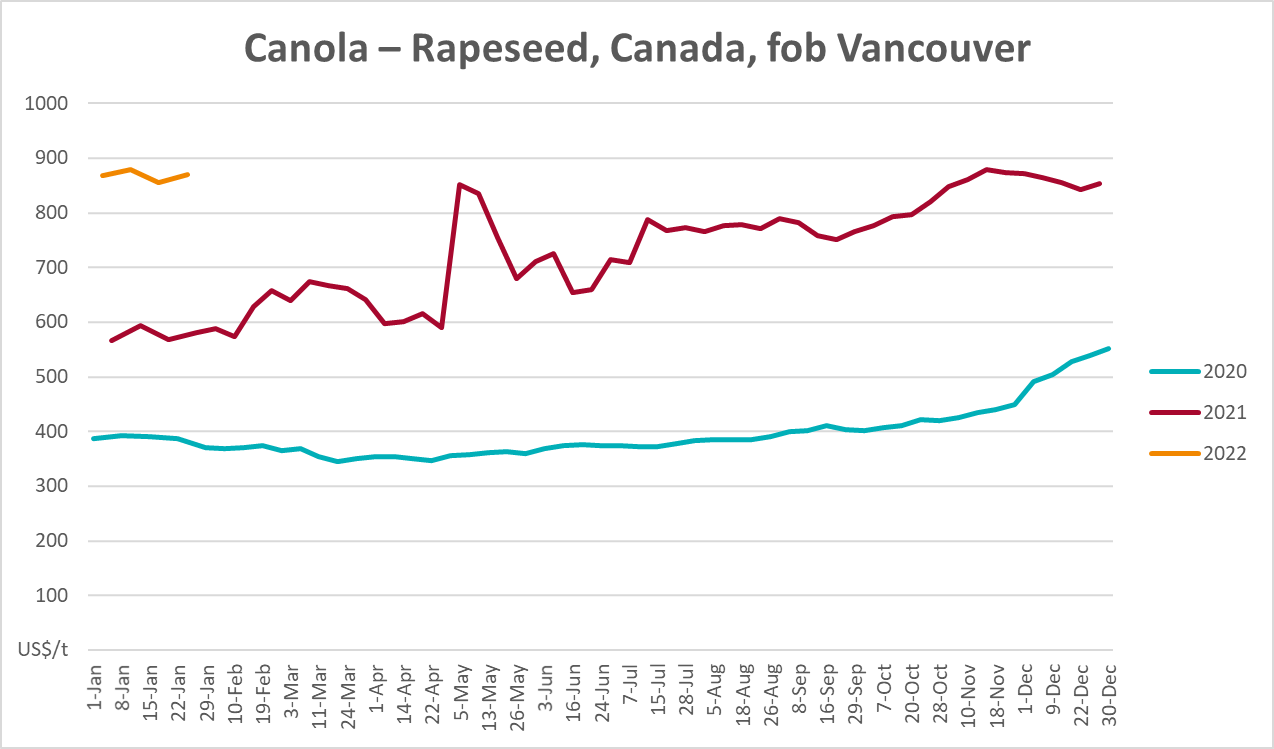 Canola – Rapeseed, Canada, fob Vancouver
1000
900
800
700
600
500
400
300
200
100
US$/t
1-Jan
8-Jan
15-Jan
22-Jan
29-Jan
10-Feb
19-Feb
3-Mar
11-Mar
24-Mar
1-Apr
14-Apr
22-Apr
5-May
13-May
26-May
3-Jun
16-Jun
24-Jun
7-Jul
15-Jul
28-Jul
5-Aug
18-Aug
26-Aug
8-Sep
16-Sep
29-Sep
7-Oct
20-Oct
28-Oct
10-Nov
18-Nov
1-Dec
9-Dec
22-Dec
30-Dec
2020
2021
2022